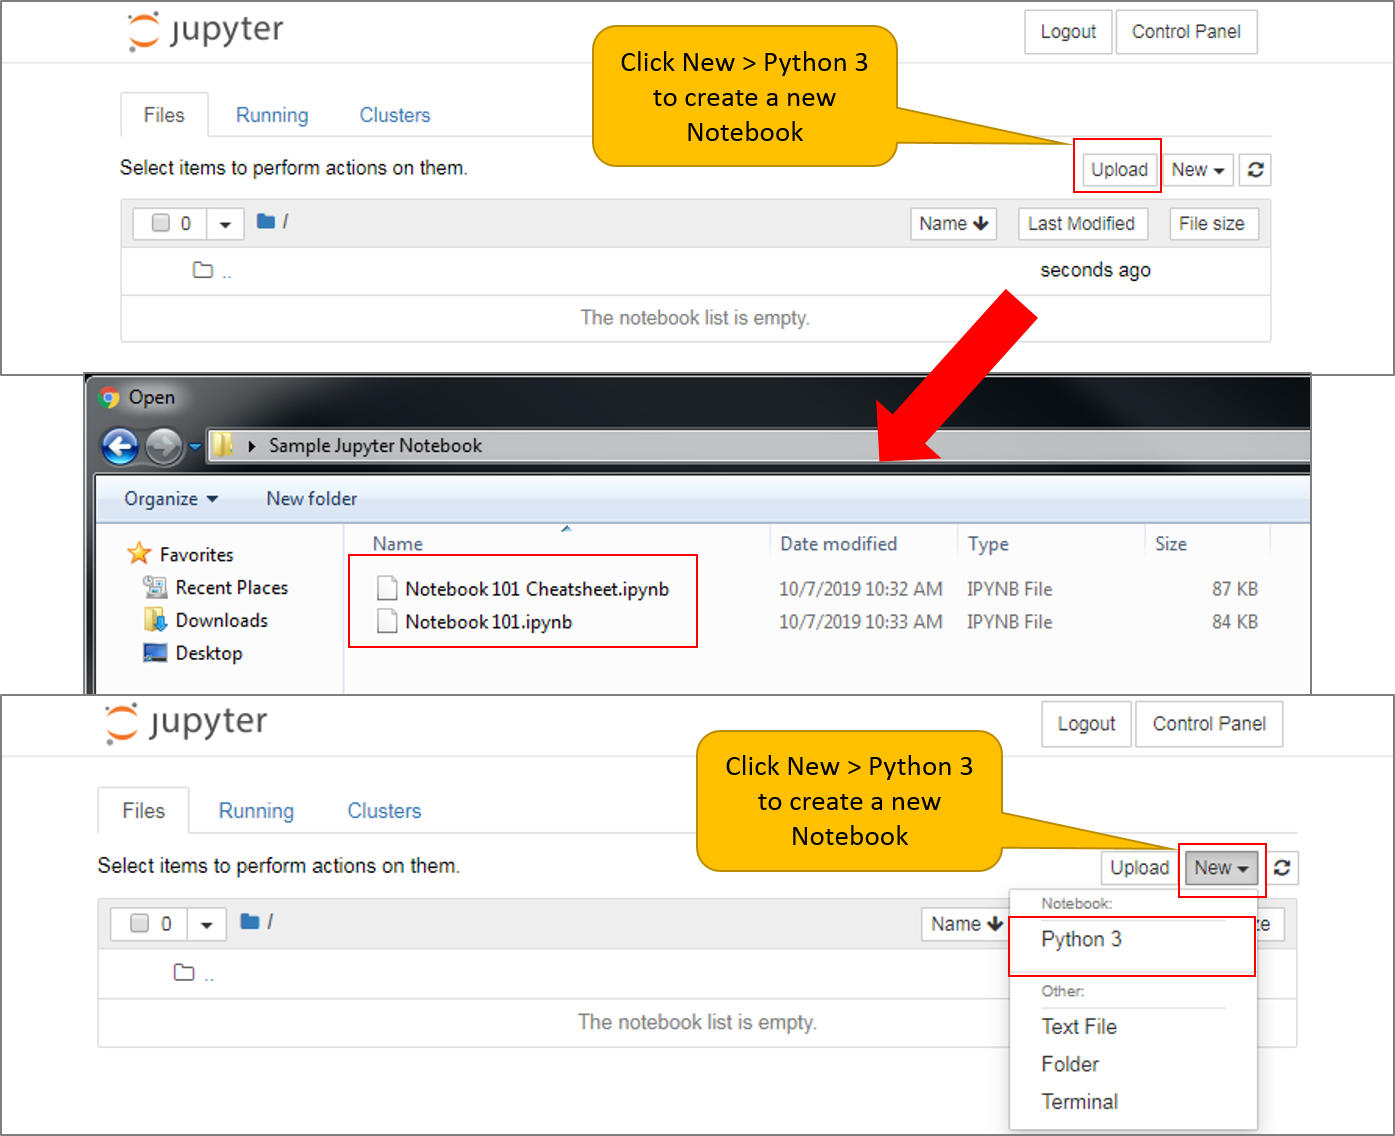 jupyter
Logout
Control Panel
Click New > Python 3
to create a new
Notebook
Files
Running
Clusters
Select items to perform actions on them.
Upload
New
0
/
Name
Last Modified
File size
..
seconds ago
The notebook list is empty.
Open
Sample Jupyter Notebook
Organize
New folder
Favorites
Recent Places
Downloads
Desktop
Name
Date modified
Type
Size
Notebook 101 Cheatsheet.ipynb
10/7/2019 10:32 AM
IPYNB File
87 KB
Notebook 101.ipynb
10/7/2019 10:33 AM
IPYNB File
84 KB
jupyter
Logout
Control Panel
Click New > Python 3
to create a new
Notebook
Files
Running
Clusters
Select items to perform actions on them.
Upload
New
0
/
Name
ze
..
The notebook list is empty.
Notebook:
Python 3
Other:
Text File
Folder
Terminal